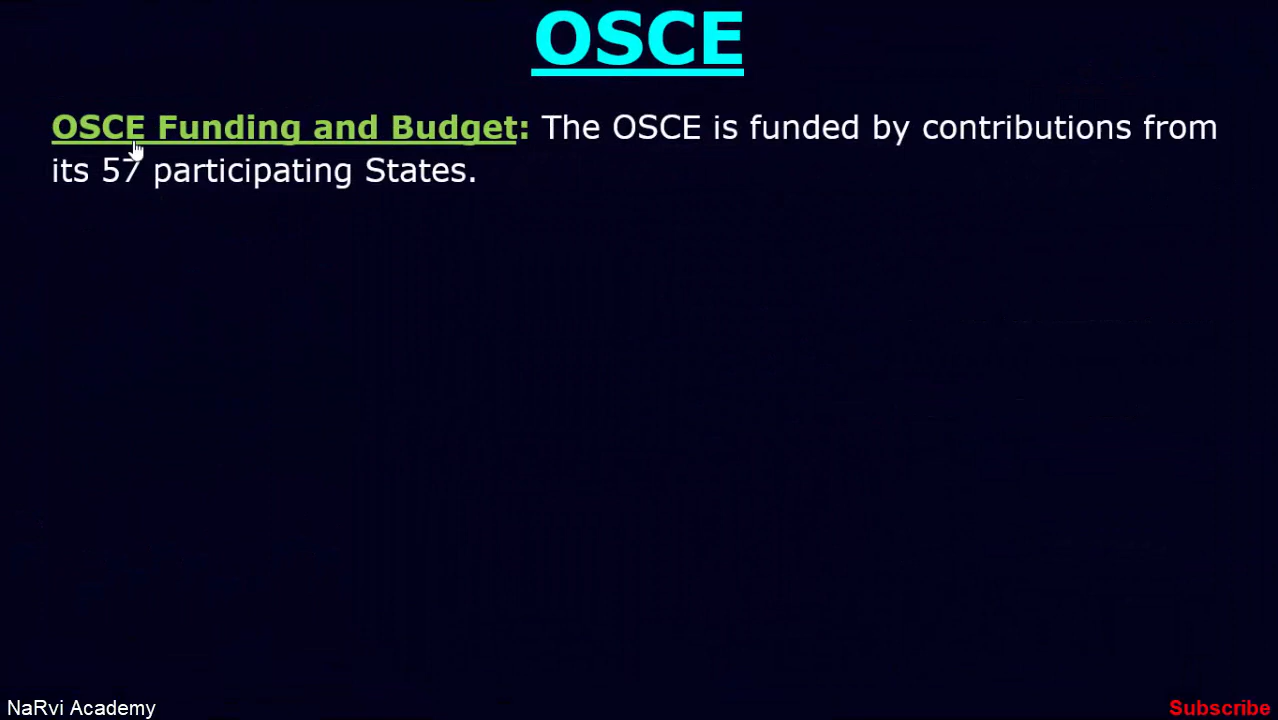 OSCE
OSCE Funding and Budget: The OSCE is funded by contributions from
its 57 participating States.
NaRvi Academy
Subscribe